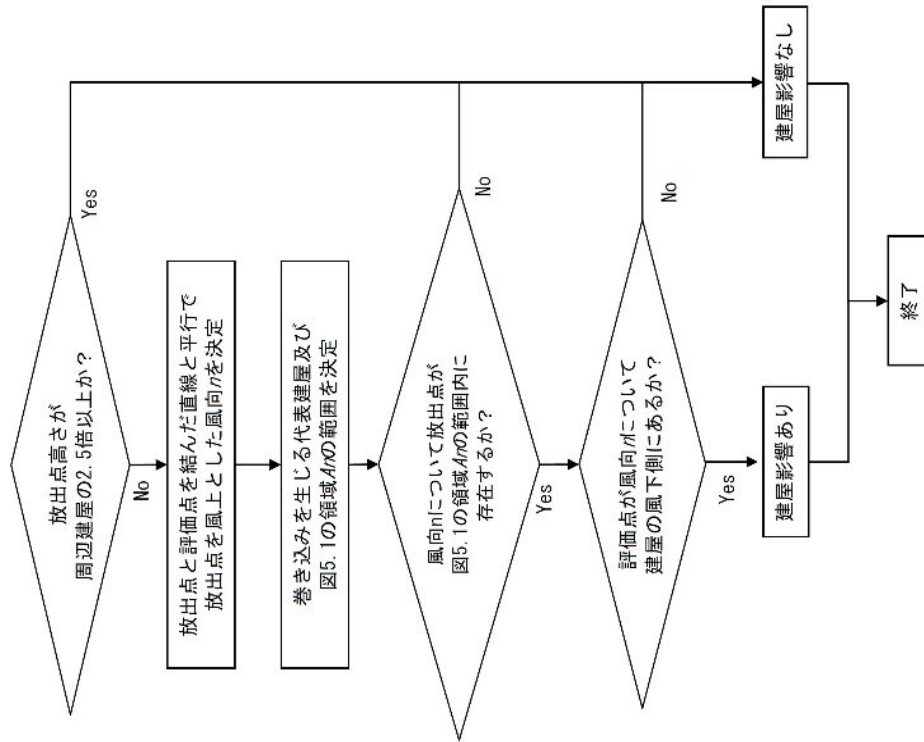 放出点高さが
周辺建屋の2.5倍以上か？
Yes
No
放出点と評価点を結んだ直線と平行で
放出点を風上とした風向nを決定
巻き込みを生じる代表建屋及び
図5.1の領域Anの範囲を決定
風向nについて放出点が
図5.1の領域Anの範囲内に
存在するか？
No
Yes
評価点が風向nについて
建屋の風下側にあるか？
No
Yes
建屋影響あり
建屋影響なし
終了